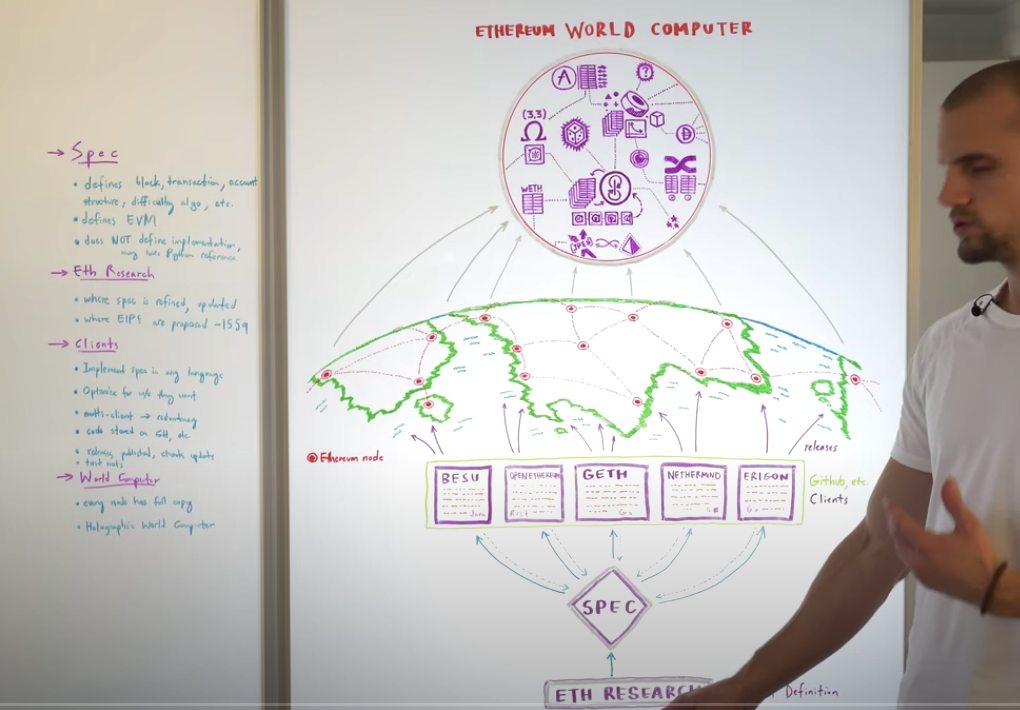 → Spec
• defines block, transaction, account
structure, difficulty algo, etc.
• defines EVM
• does NOT define implementation,
Python reference
→ Eth Research
• where spec is refined, updated
• where EIPs are proposed
→ Clients
• Implement spec in any language
• Optimize for they want
• multi-client → redundancy
• code stored on GH, etc
• releases published, clients update
• test nets
→ World Computer
• every node has full copy
• Holographic World Computer
ETHEREUM WORLD COMPUTER
(3,3)
WETH
Ethereum node
releases
BESU
Java
OPENETHEREUM
Rust
GETH
Go
NETHERMIND
C#
ERIGON
Go
Github, etc.
Clients
SPEC
ETH RESEARCH
Definition